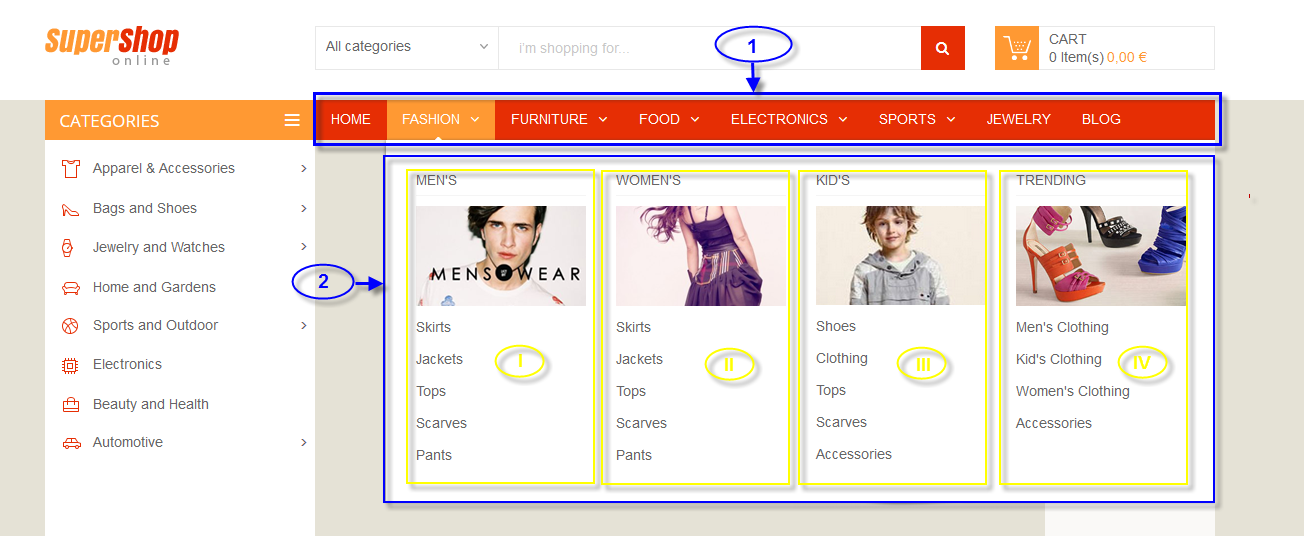 SuperShop
online
All categories
i'm shopping for...
1
CART
0 Item(s) 0,00 €
CATEGORIES
HOME FASHION FURNITURE FOOD ELECTRONICS SPORTS JEWELRY BLOG
Apparel & Accessories
Bags and Shoes
Jewelry and Watches
Home and Gardens
Sports and Outdoor
Electronics
Beauty and Health
Automotive
2
MEN'S
MENSWEAR
Skirts
Jackets
Tops
Scarves
Pants
I
WOMEN'S
Skirts
Jackets
Tops
Scarves
Pants
II
KID'S
Shoes
Clothing
Tops
Scarves
Accessories
III
TRENDING
Men's Clothing
Kid's Clothing
Women's Clothing
Accessories
IV